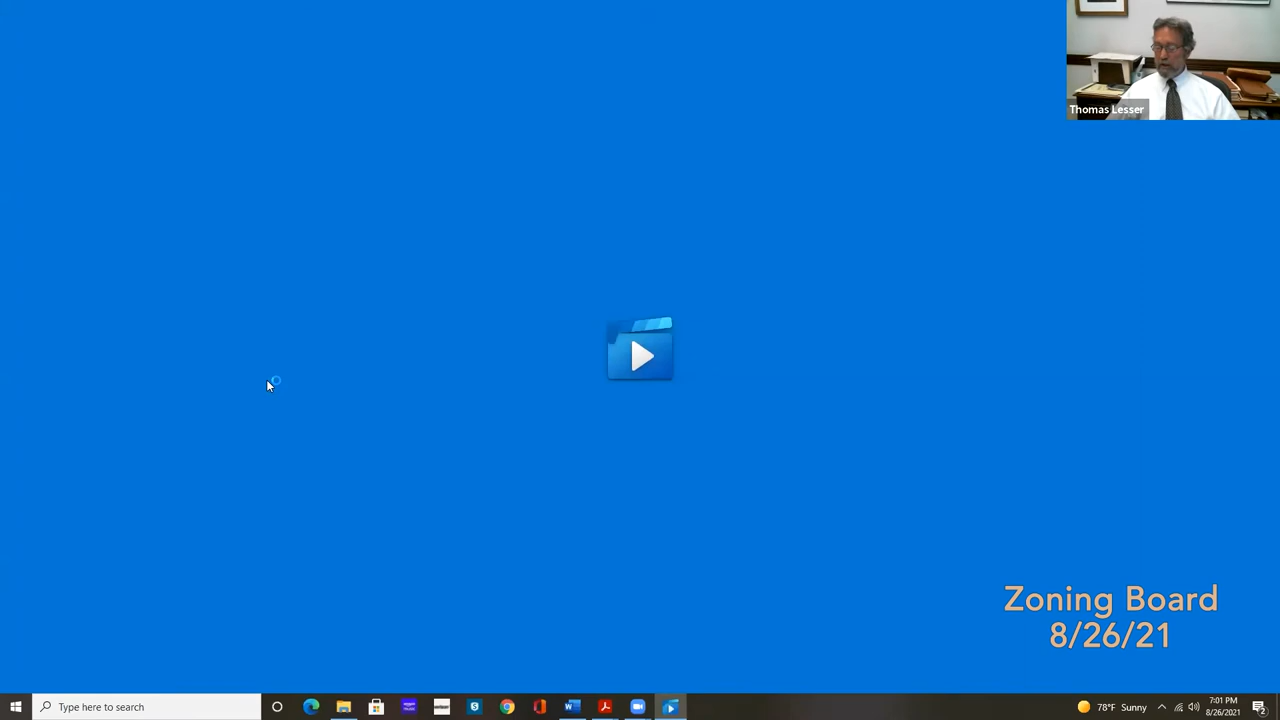 Thomas Lesser
Zoning Board
8/26/21
Type here to search
78°F Sunny
7:01 PM
8/26/2021